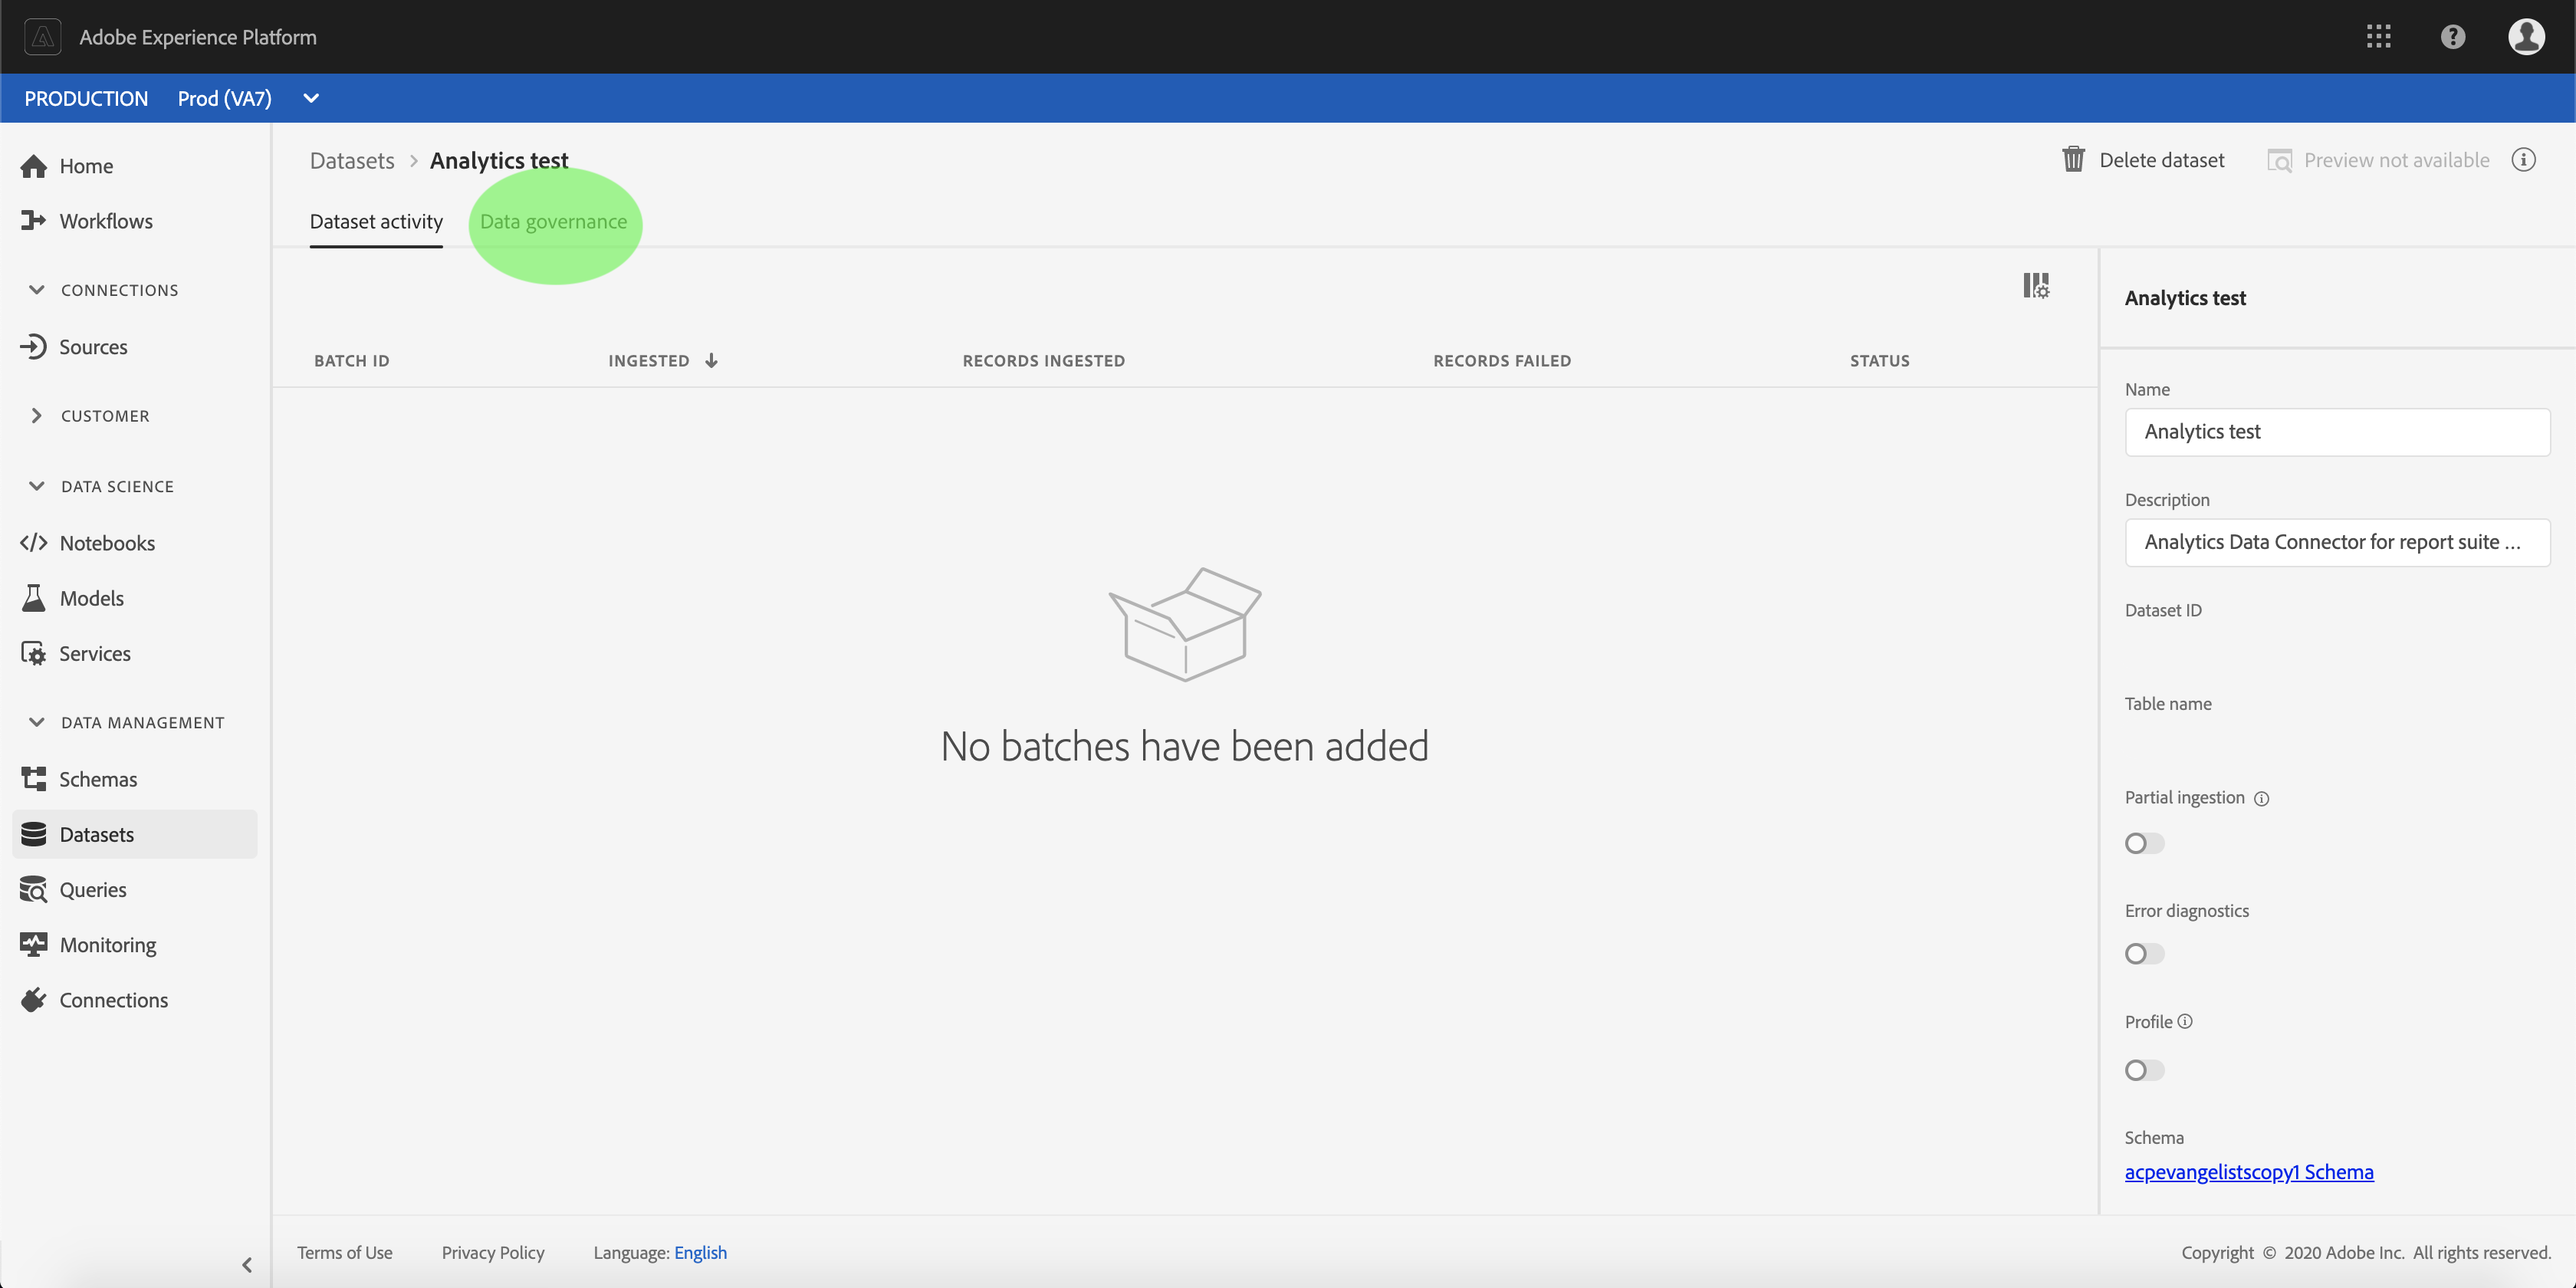 Adobe Experience Platform
PRODUCTION Prod (VA7)
Home
Workflows
CONNECTIONS
Sources
CUSTOMER
DATA SCIENCE
Notebooks
Models
Services
DATA MANAGEMENT
Schemas
Datasets
Queries
Monitoring
Connections
Datasets > Analytics test
Delete dataset
Preview not available
Dataset activity
Data governance
BATCH ID INGESTED RECORDS INGESTED RECORDS FAILED STATUS
No batches have been added
Analytics test
Name
Analytics test
Description
Analytics Data Connector for report suite ...
Dataset ID
Table name
Partial ingestion
Error diagnostics
Profile
Schema
acpevangelistscopy1 Schema
Terms of Use Privacy Policy Language: English
Copyright © 2020 Adobe Inc. All rights reserved.